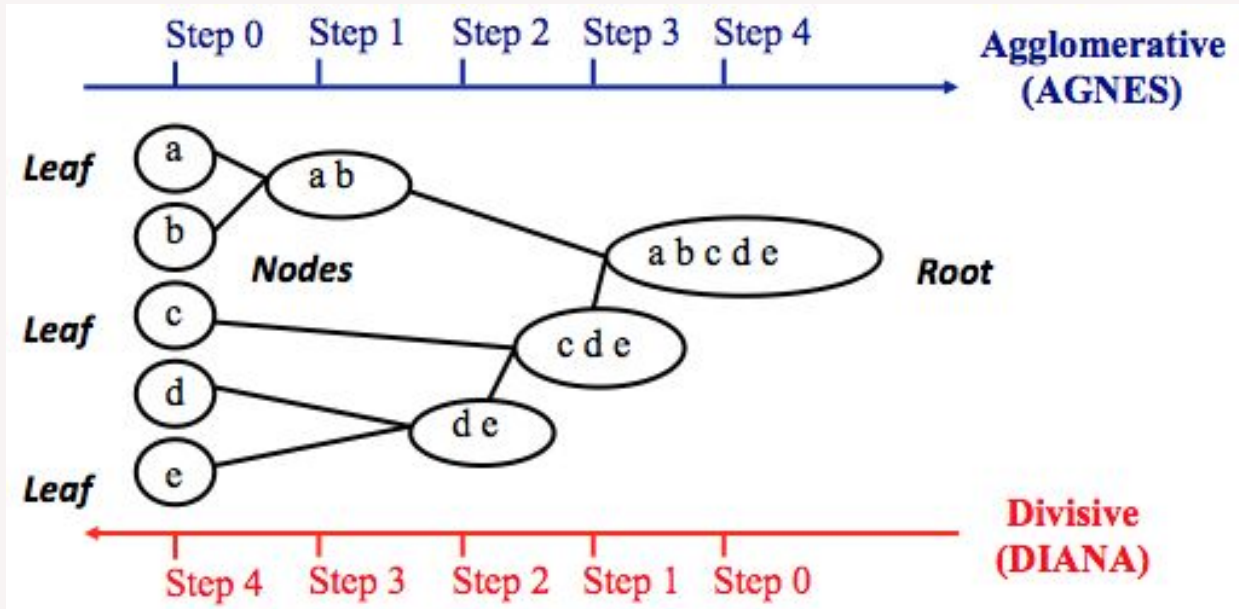 Step 0 Step 1 Step 2 Step 3 Step 4
Agglomerative
(AGNES)
Leaf
a
a b
b
Nodes
a b c d e
Root
Leaf
c
c d e
d
d e
Leaf
e
Divisive
(DIANA)
Step 4 Step 3 Step 2 Step 1 Step 0